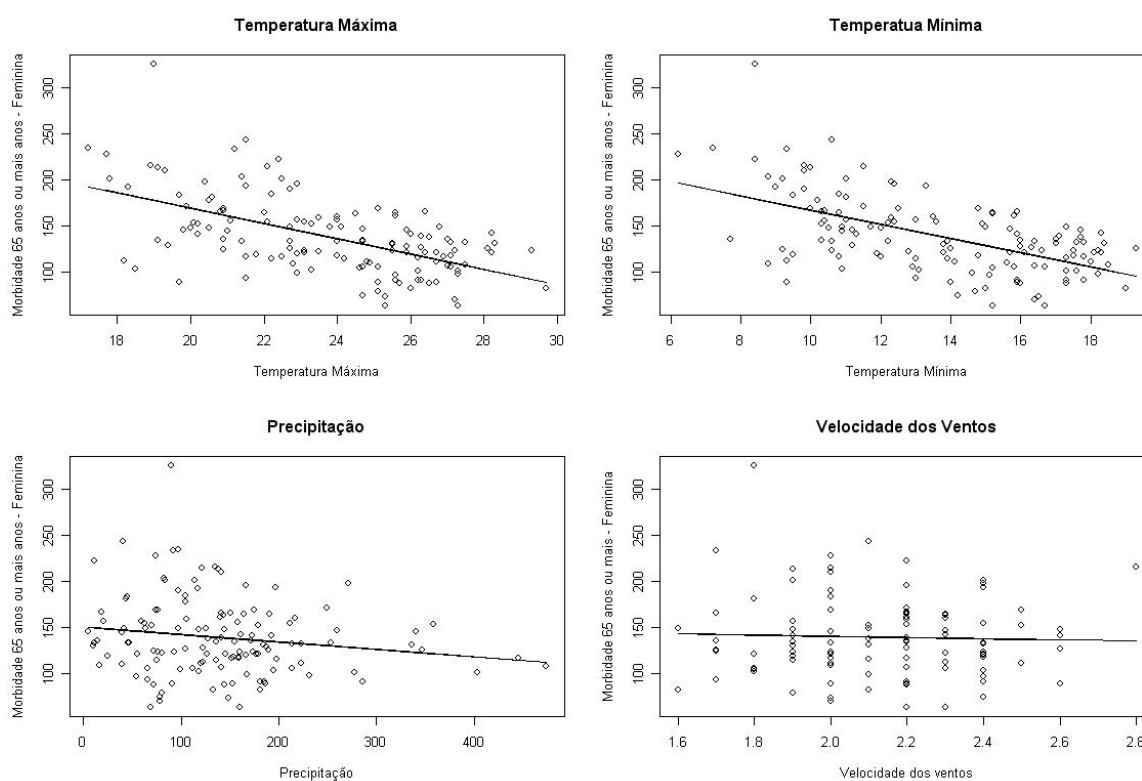 Temperatura Máxima
Morbidade 65 anos ou mais anos - Feminina
300
250
200
150
100
18 20 22 24 26 28 30
Temperatura Máxima
Temperatua Mínima
Morbidade 65 anos ou mais anos - Feminina
300
250
200
150
100
6 8 10 12 14 16 18
Temperatura Mínima
Precipitação
Morbidade 65 anos ou mais anos - Feminina
300
250
200
150
100
0 100 200 300 400
Precipitação
Velocidade dos Ventos
Morbidade 65 anos ou mais - Feminina
300
250
200
150
100
1.6 1.8 2.0 2.2 2.4 2.6 2.8
Velocidade dos ventos